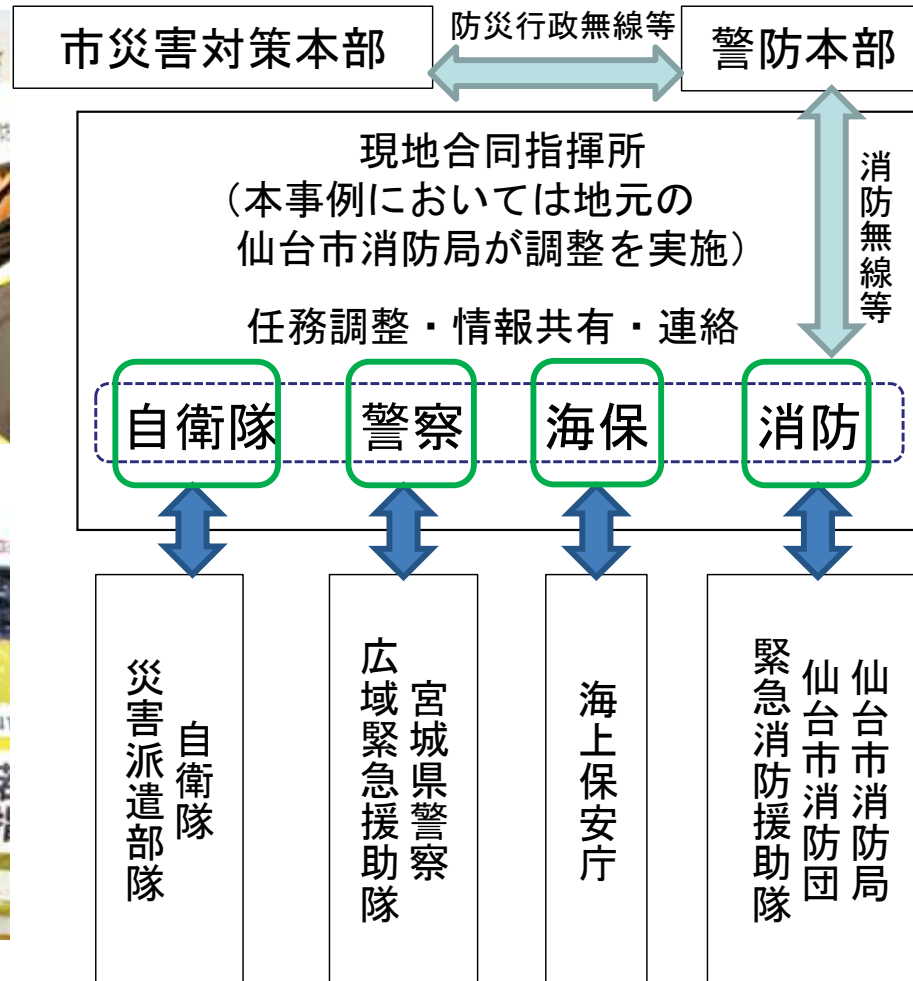 市災害対策本部
防災行政無線等
警防本部
現地合同指揮所
（本事例においては地元の
仙台市消防局が調整を実施）
消防無線等
任務調整・情報共有・連絡
自衛隊
警察
海保
消防
自衛隊
災害派遣部隊
宮城県警察
広域緊急援助隊
海上保安庁
仙台市消防局
仙台市消防団
緊急消防援助隊